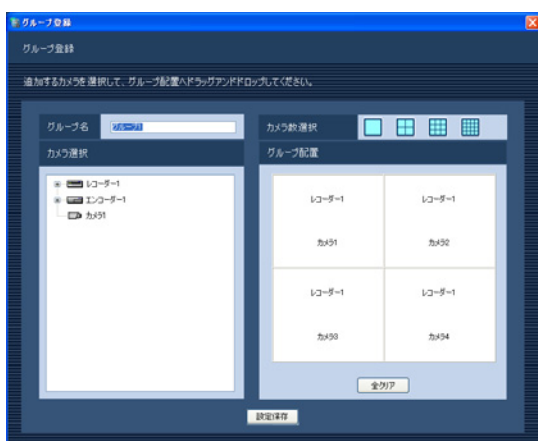 グループ登録
グループ登録
追加するカメラを選択して、グループ配置へドラッグアンドドロップしてください。
グループ名
グループ1
カメラ選択
レコーダー1
エンコーダー1
カメラ1
カメラ数選択
グループ配置
レコーダー1
レコーダー1
カメラ1
カメラ2
レコーダー1
レコーダー1
カメラ3
カメラ4
全クリア
設定保存